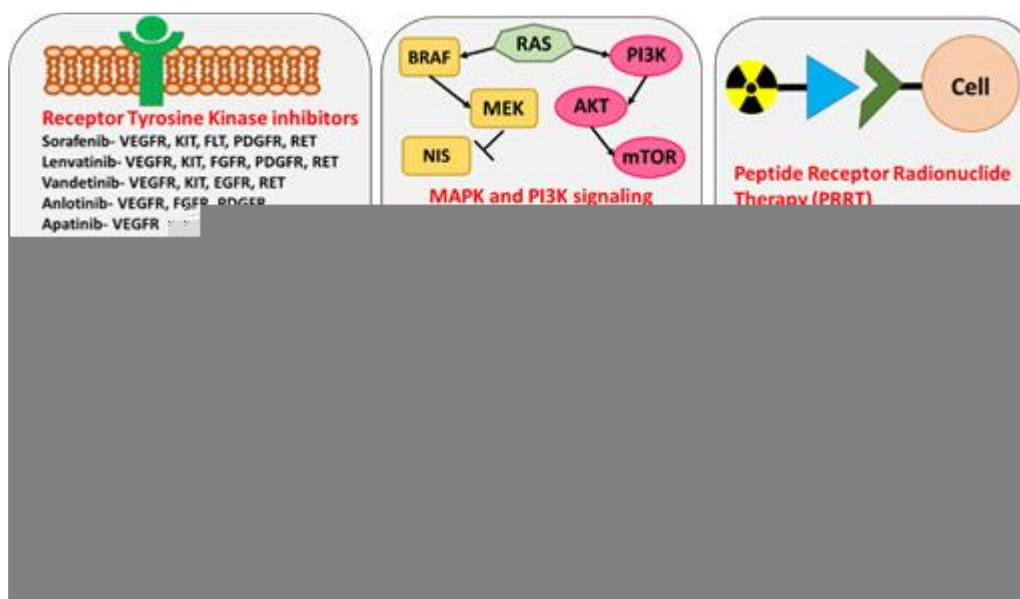 Receptor Tyrosine Kinase inhibitors
Sorafenib- VEGFR, KIT, FLT, PDGFR, RET
Lenvatinib- VEGFR, KIT, FGFR, PDGFR, RET
Vandetinib- VEGFR, KIT, EGFR, RET
Anlotinib- VEGFR, FGFR, PDGFR
Apatinib- VEGFR
RAS
BRAF
PI3K
MEK
AKT
NIS
mTOR
MAPK and PI3K signaling
Cell
Peptide Receptor Radionuclide
Therapy (PRRT)